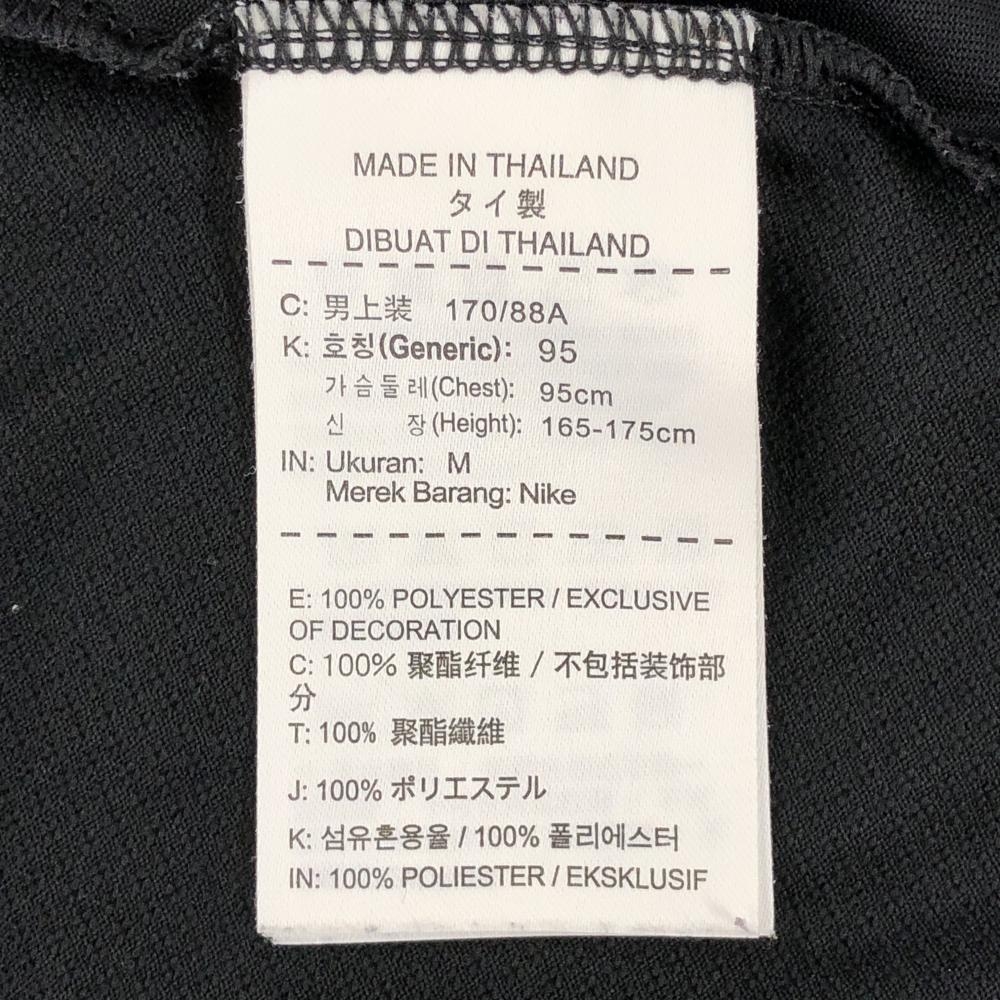 MADE IN THAILAND
タイ製
DIBUAT DI THAILAND
C: 男上装 170/88A
K: 호칭(Generic): 95
가슴둘레(Chest): 95cm
신 장(Height): 165-175cm
IN: Ukuran: M
Merek Barang: Nike
E: 100% POLYESTER / EXCLUSIVE
OF DECORATION
C: 100% 聚酯纤维 / 不包括装饰部
分
T: 100% 聚酯纖維
J: 100% ポリエステル
K: 섬유혼용율 / 100% 폴리에스터
IN: 100% POLIESTER / EKSKLUSIF